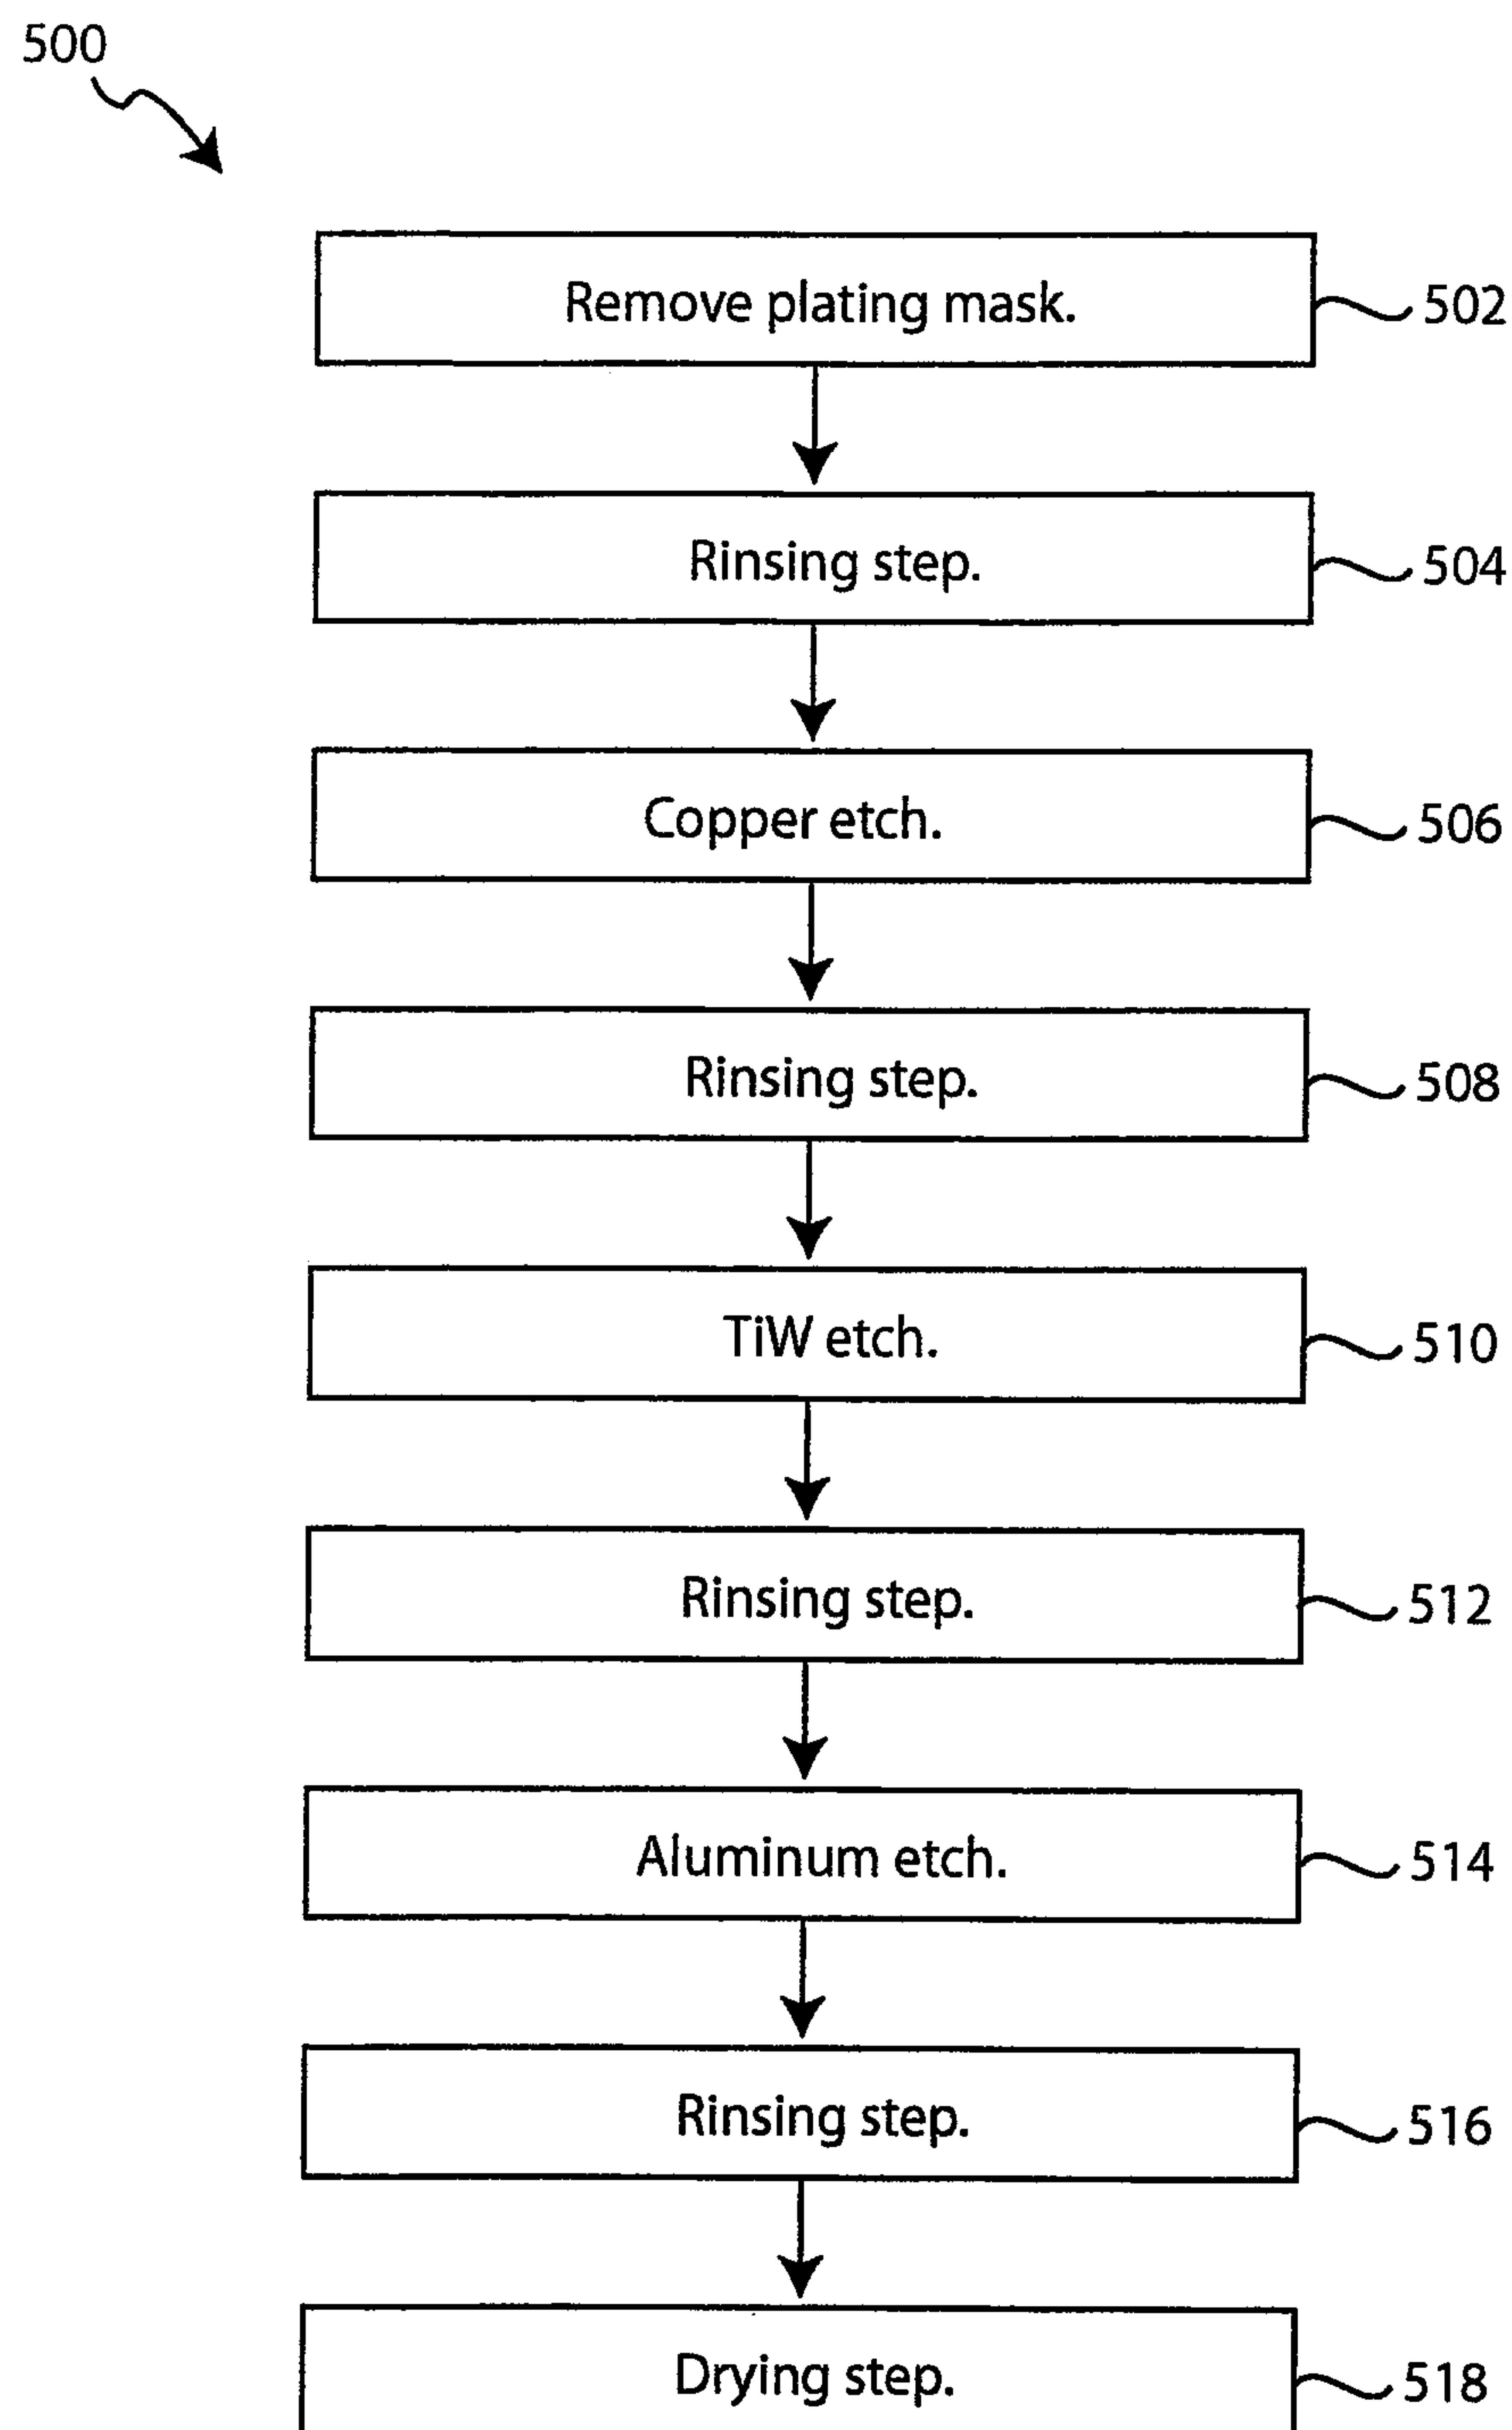 500
Remove plating mask.
502
Rinsing step.
504
Copper etch.
506
Rinsing step.
508
TiW etch.
510
Rinsing step.
512
Aluminum etch.
514
Rinsing step.
516
Drying step.
518